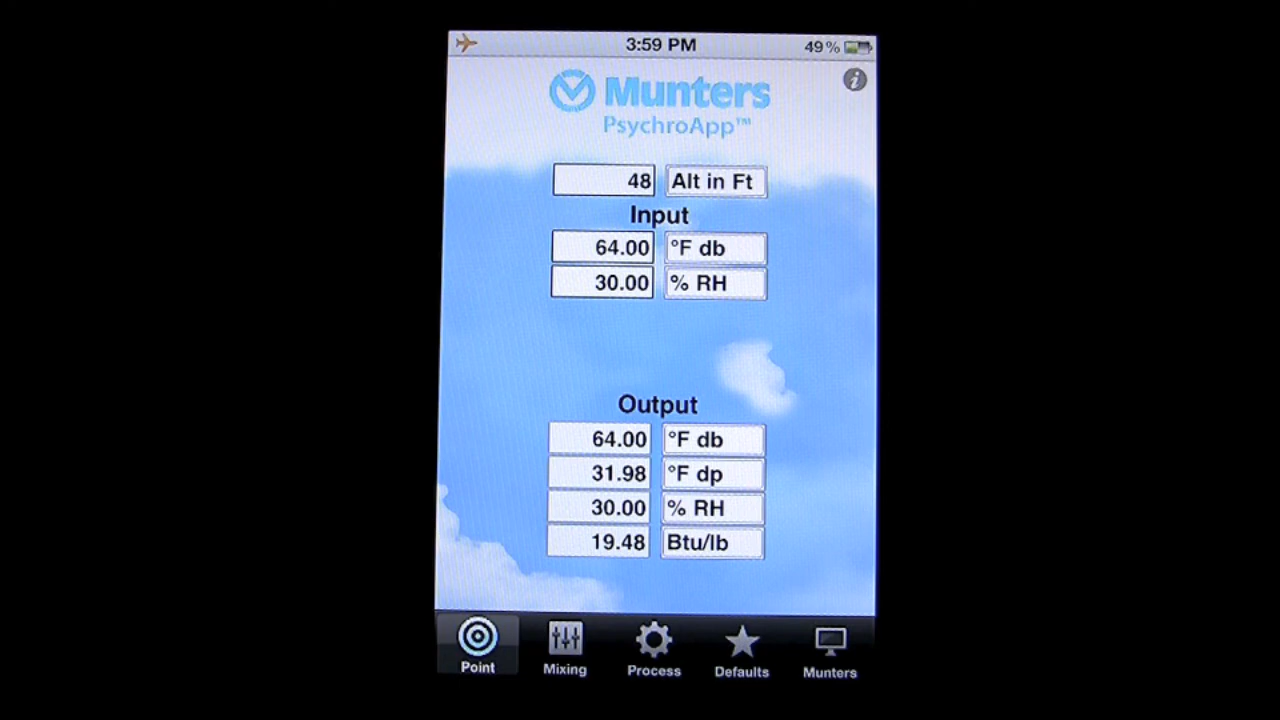 3:59 PM 49%
Munters
PsychroApp™
48 Alt in Ft
Input
64.00 °F db
30.00 % RH
Output
64.00 °F db
31.98 °F dp
30.00 % RH
19.48 Btu/lb
Point Mixing Process Defaults Munters